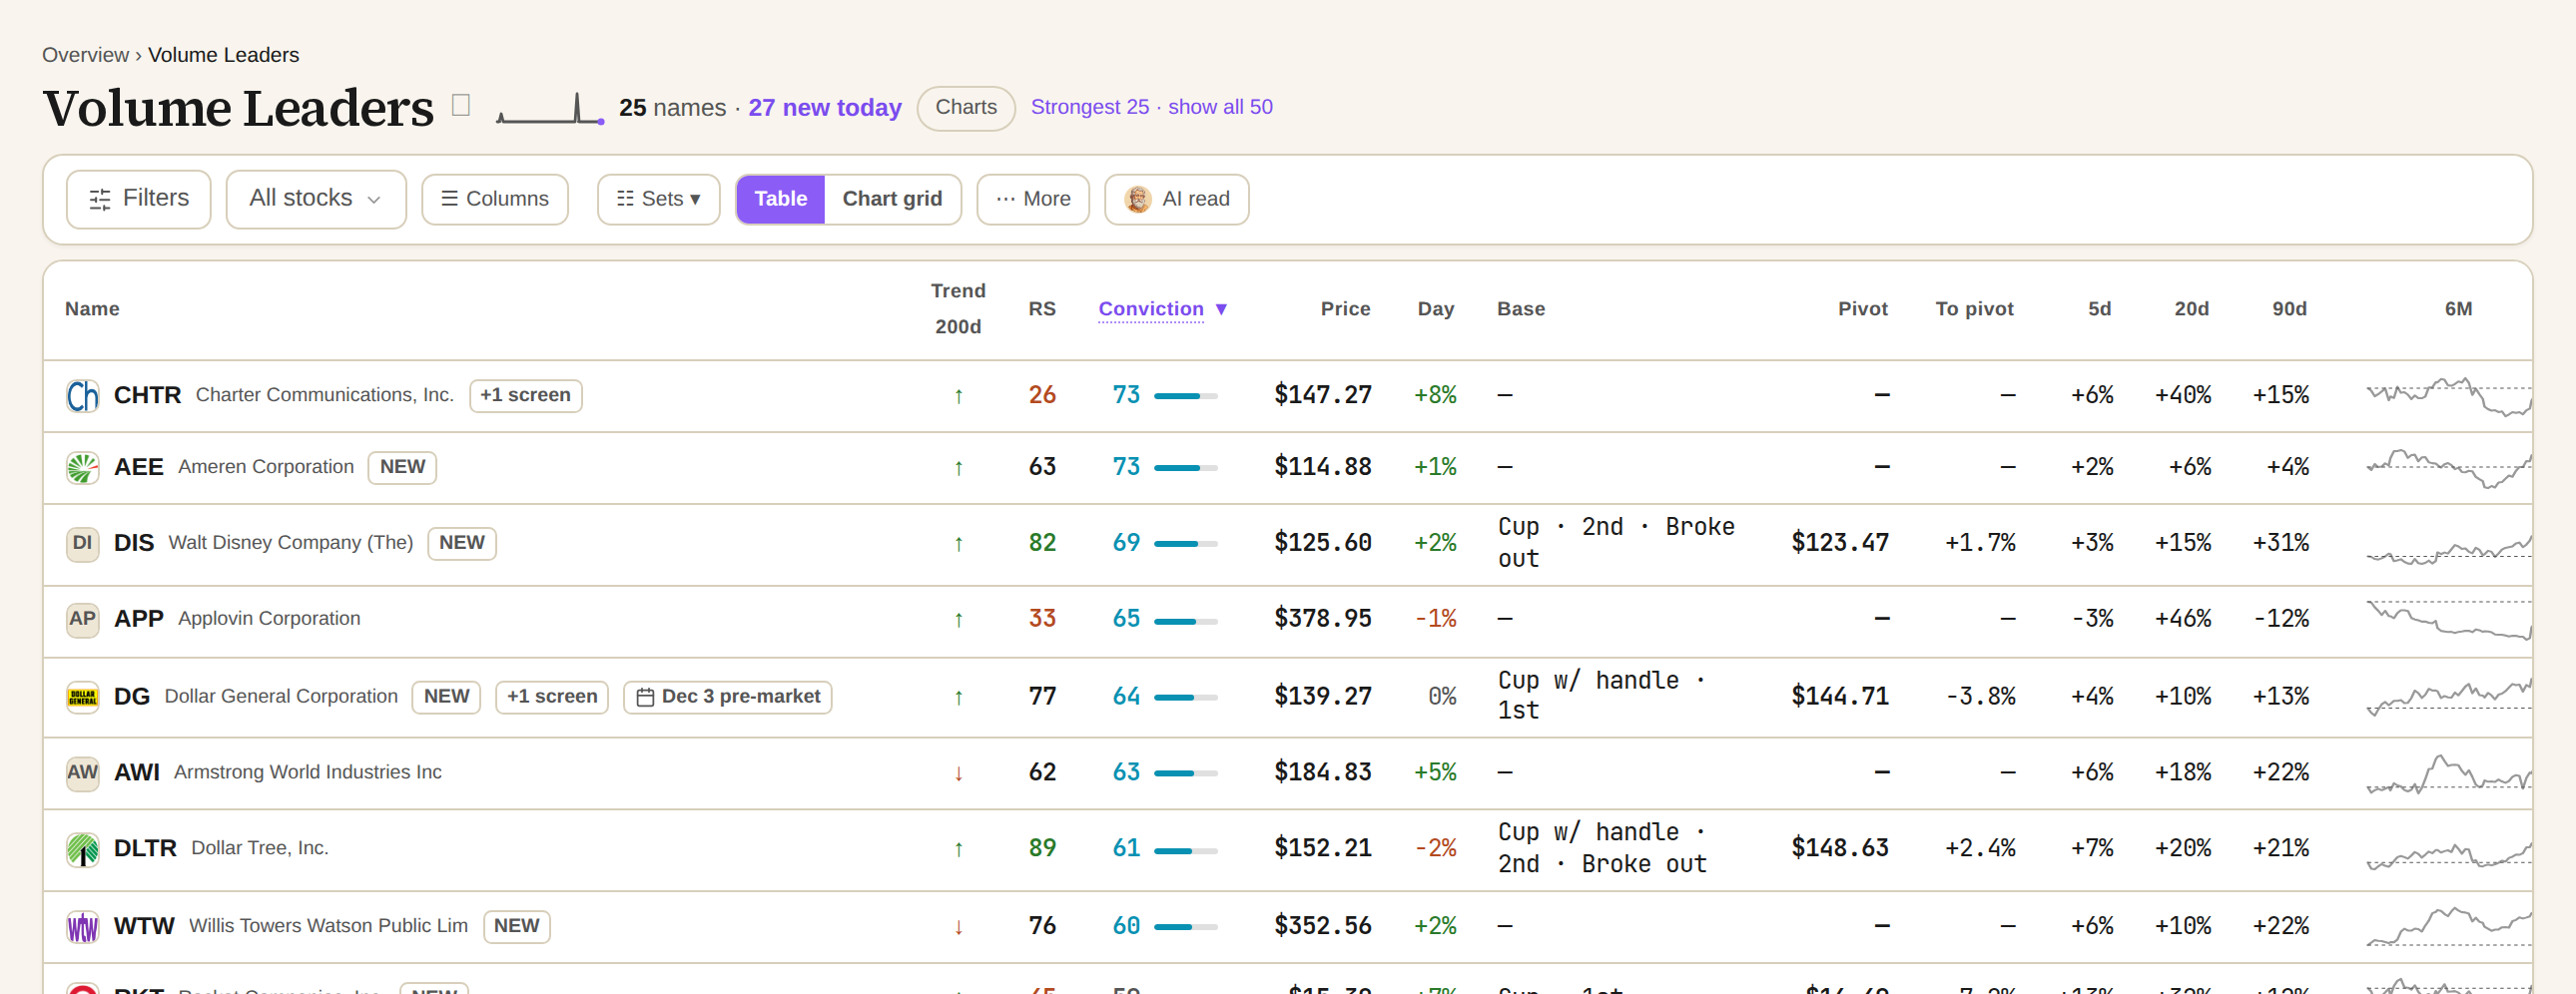 Overview › Volume Leaders
Volume Leaders 25 names · 27 new today Charts Strongest 25 · show all 50
Filters All stocks Columns Sets ▾ Table Chart grid ⋯ More AI read
Name Trend 200d RS Conviction ▼ Price Day Base Pivot To pivot 5d 20d 90d 6M
CHTR Charter Communications, Inc. +1 screen ↑ 26 73 $147.27 +8% — — — +6% +40% +15%
AEE Ameren Corporation NEW ↑ 63 73 $114.88 +1% — — — +2% +6% +4%
DI DIS Walt Disney Company (The) NEW ↑ 82 69 $125.60 +2% Cup · 2nd · Broke out $123.47 +1.7% +3% +15% +31%
AP APP Applovin Corporation ↑ 33 65 $378.95 -1% — — — -3% +46% -12%
DOLLAR GENERAL DG Dollar General Corporation NEW +1 screen Dec 3 pre-market ↑ 77 64 $139.27 0% Cup w/ handle · 1st $144.71 -3.8% +4% +10% +13%
AW AWI Armstrong World Industries Inc ↓ 62 63 $184.83 +5% — — — +6% +18% +22%
DLTR Dollar Tree, Inc. ↑ 89 61 $152.21 -2% Cup w/ handle · 2nd · Broke out $148.63 +2.4% +7% +20% +21%
WTW WTW Willis Towers Watson Public Lim NEW ↓ 76 60 $352.56 +2% — — — +6% +10% +22%